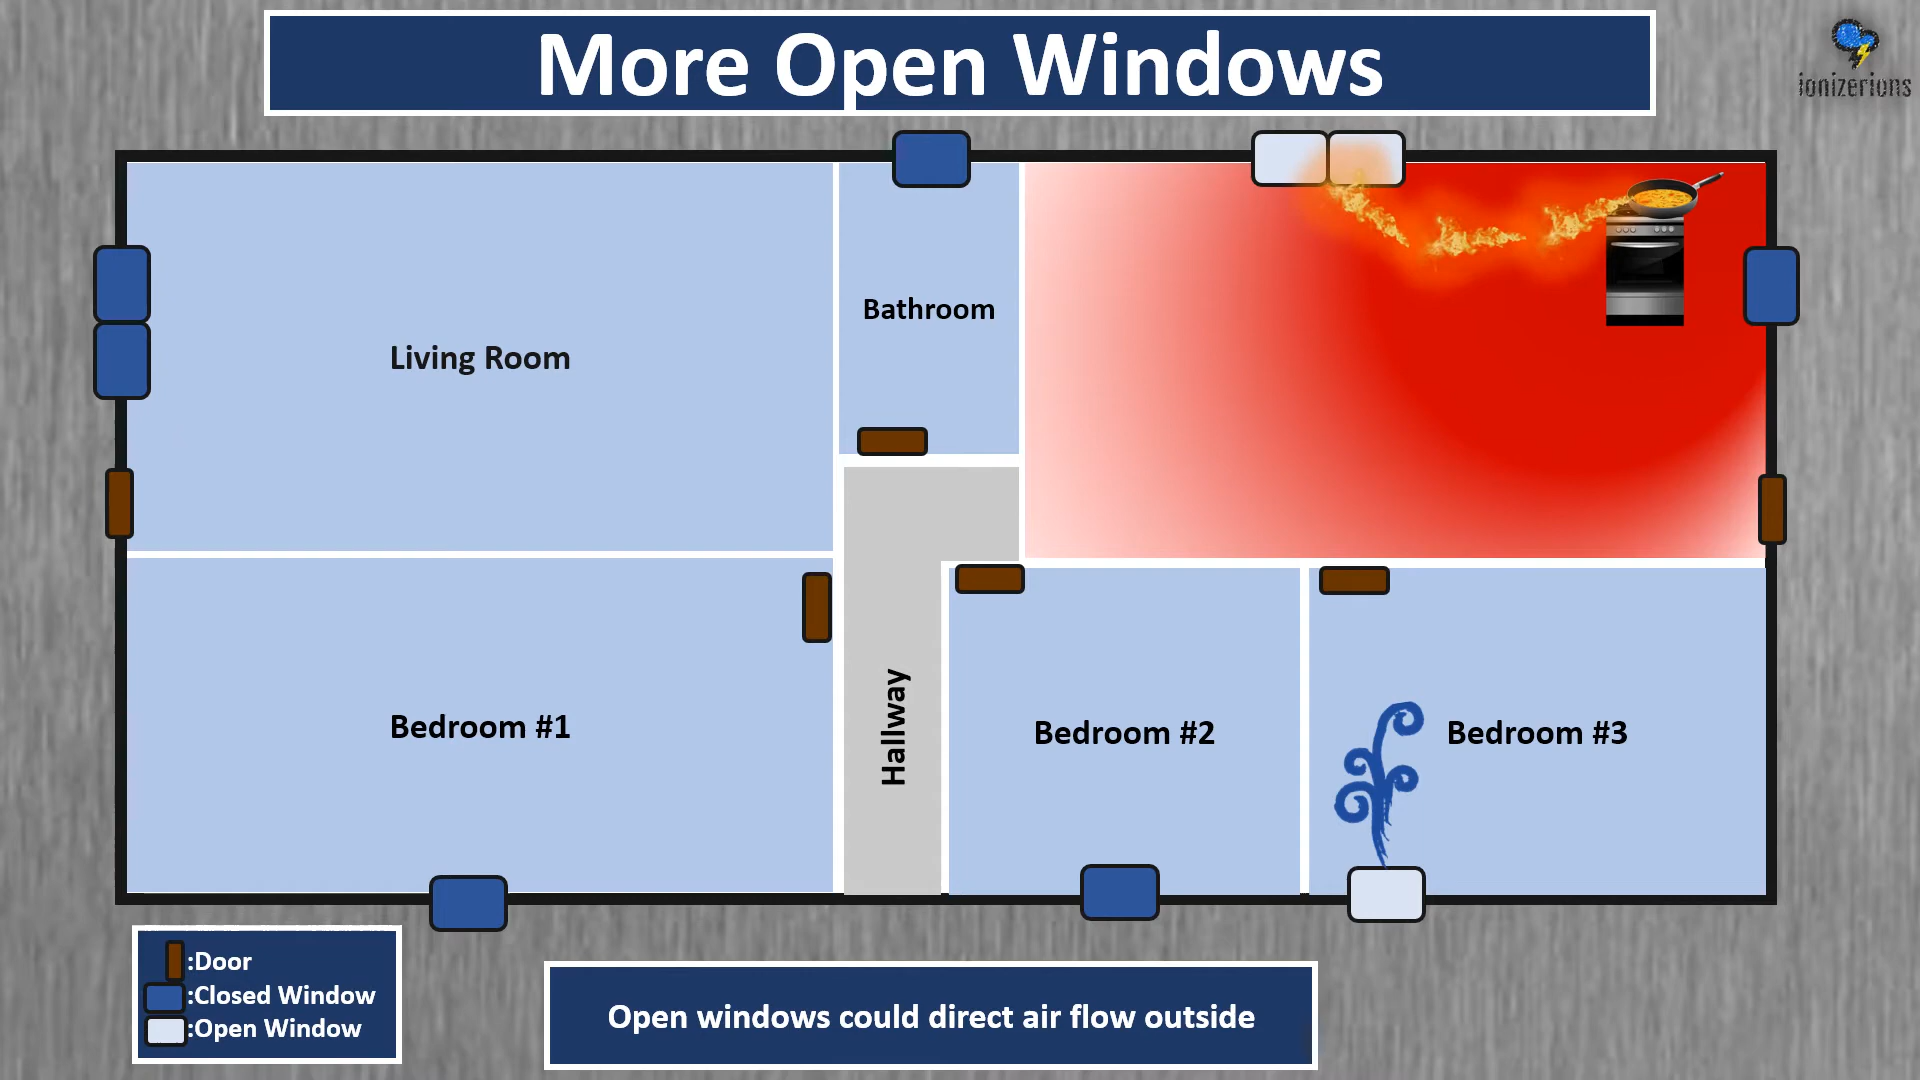 More Open Windows
ionizerions
Bathroom
Living Room
Bedroom #1
Hallway
Bedroom #2
Bedroom #3
:Door
:Closed Window
:Open Window
Open windows could direct air flow outside